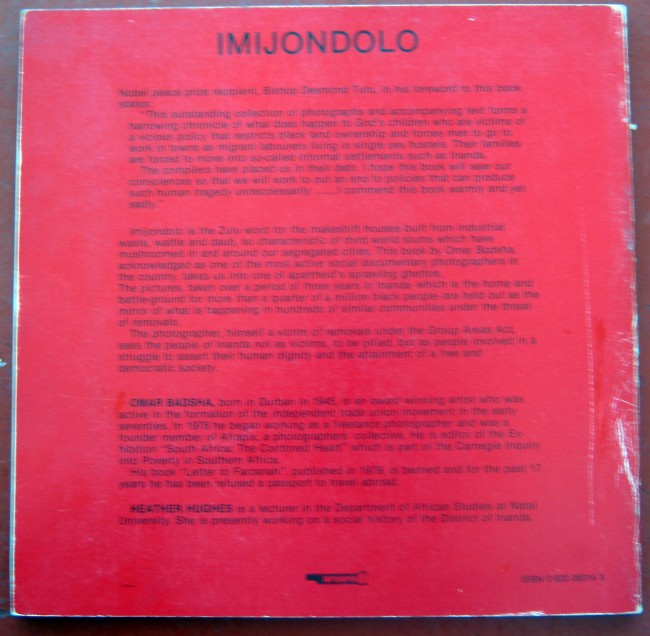 IMIJONDOLO
Nobel peace prize recipient, Bishop Desmond Tutu, in his foreword to this book
states:
"This outstanding collection of photographs and accompanying text forms a
harrowing chronicle of what does happen to God's children who are victims of
a vicious policy that restricts black land ownership and forces men to go to
work in towns as migrant labourers living in single sex hostels. Their families
are forced to move into so-called informal settlements such as Inanda.
The compilers have placed us in their debt. I hope this book will sear our
consciences so that we will work to put an end to policies that can produce
such human tragedy unnecessarily .......I commend this book warmly and yet
sadly."
Imijondolo is the Zulu word for the makeshift houses built from industrial
waste, wattle and daub, so characteristic of third world slums which have
mushroomed in and around our segregated cities. This book by Omar Badsha,
acknowledged as one of the most active social documentary photographers in
the country, takes us into one of apartheid's sprawling ghettos.
The pictures, taken over a period of three years in Inanda-which is the home and
battle-ground for more than a quarter of a million black people-are held out as the
mirror of what is happening in hundreds of similar communities under the threat
of removals.
The photographer, himself a victim of removals under the Group Areas Act,
sees the people of Inanda not as victims, to be pitied, but as people involved in a
struggle to assert their human dignity and the attainment of a free and
democratic society.
OMAR BADSHA, born in Durban in 1945, is an award winning artist who was
active in the formation of the independent trade union movement in the early
seventies. In 1976 he began working as a freelance photographer and was a
founder member of Afrapix, a photographers' collective. He is editor of the Ex-
hibition "South Africa: The Cordoned Heart" which is part of the Carnegie Inquiry
into Poverty in Southern Africa.
His book "Letter to Farzanah", published in 1979, is banned and for the past 17
years he has been refused a passport to travel abroad.
HEATHER HUGHES is a lecturer in the Department of African Studies at Natal
University. She is presently working on a social history of the District of Inanda.
ISBN 0 620